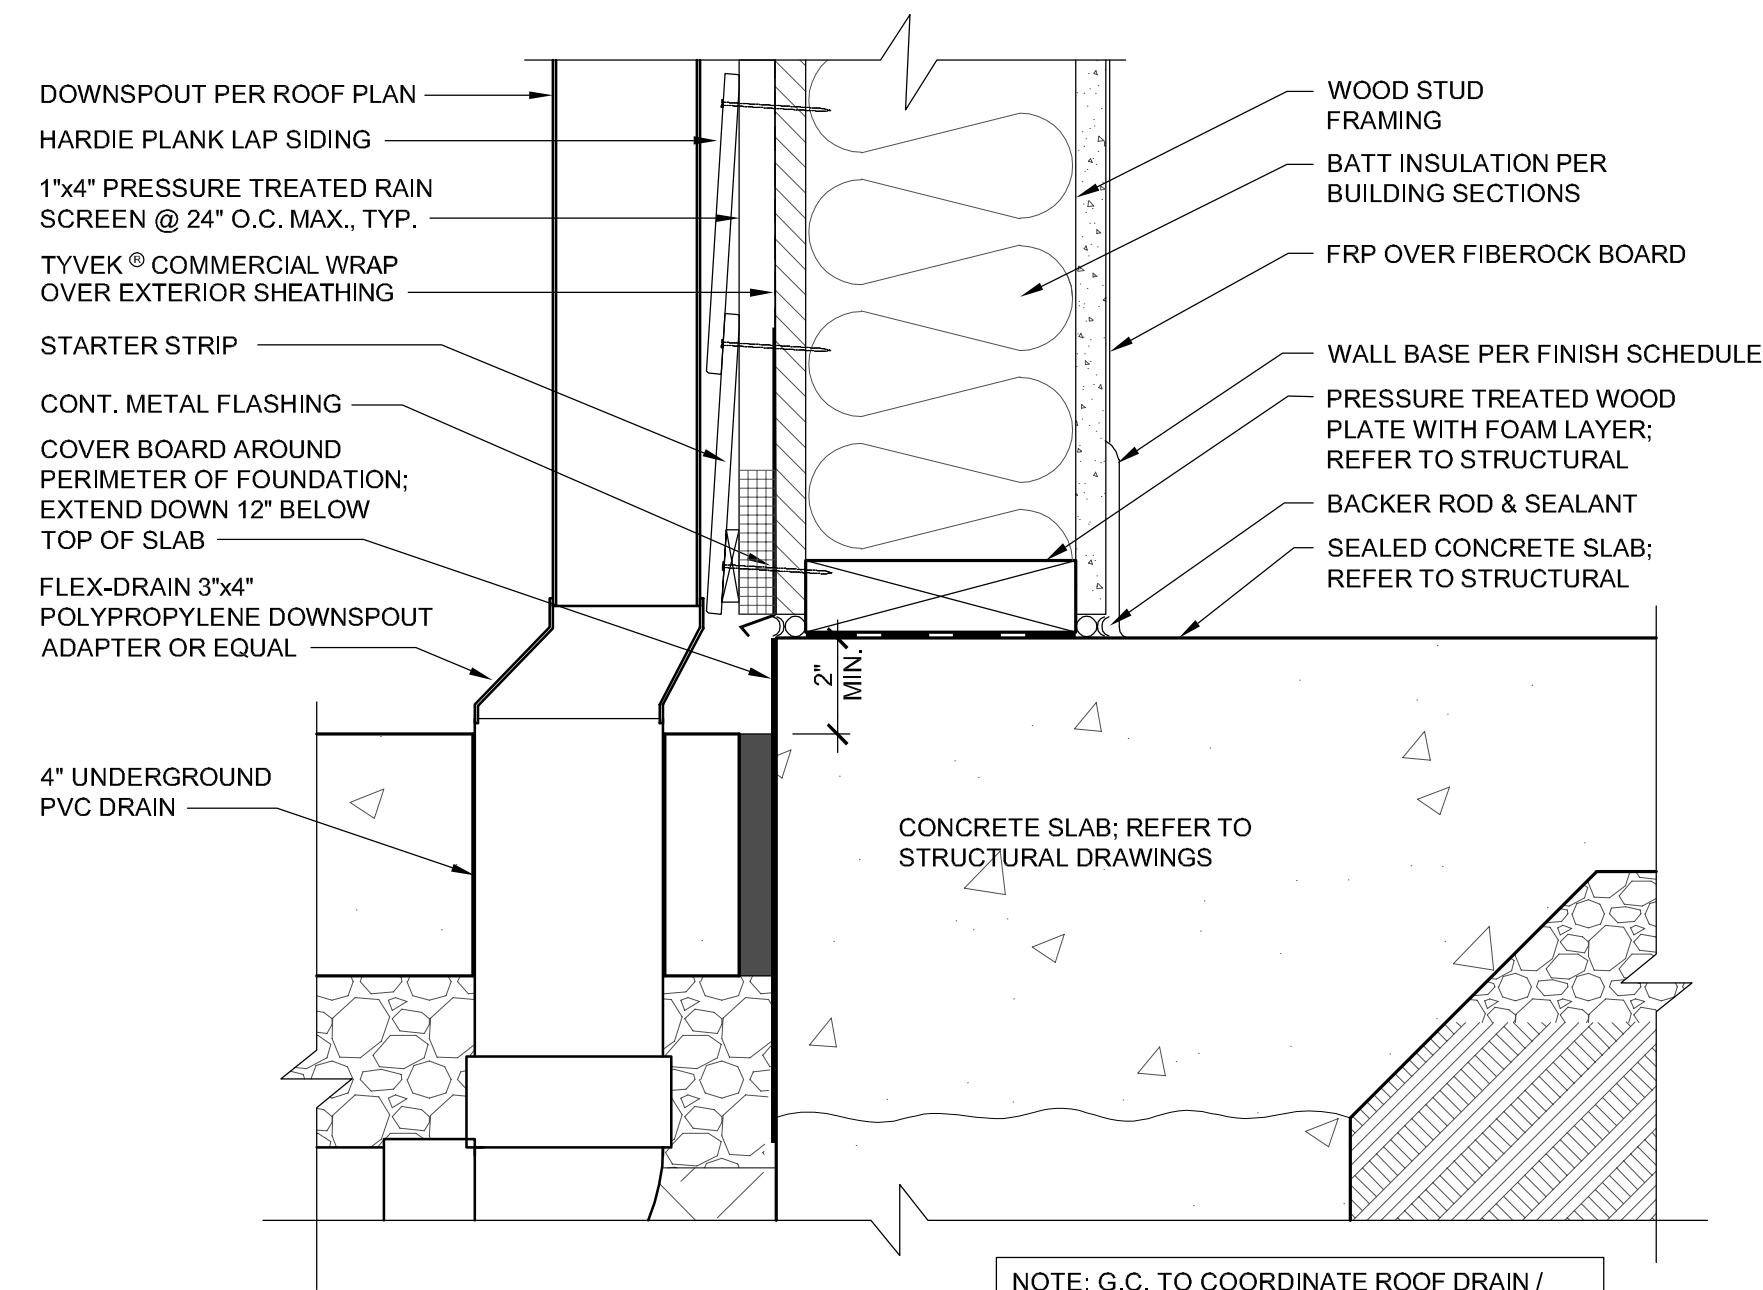 DOWNSPOUT PER ROOF PLAN
HARDIE PLANK LAP SIDING
1"x4" PRESSURE TREATED RAIN
SCREEN @ 24" O.C. MAX., TYP.
TYVEK ® COMMERCIAL WRAP
OVER EXTERIOR SHEATHING
STARTER STRIP
CONT. METAL FLASHING
COVER BOARD AROUND
PERIMETER OF FOUNDATION;
EXTEND DOWN 12" BELOW
TOP OF SLAB
FLEX-DRAIN 3"x4"
POLYPROPYLENE DOWNSPOUT
ADAPTER OR EQUAL
4" UNDERGROUND
PVC DRAIN
WOOD STUD
FRAMING
BATT INSULATION PER
BUILDING SECTIONS
FRP OVER FIBEROCK BOARD
WALL BASE PER FINISH SCHEDULE
PRESSURE TREATED WOOD
PLATE WITH FOAM LAYER;
REFER TO STRUCTURAL
BACKER ROD & SEALANT
SEALED CONCRETE SLAB;
REFER TO STRUCTURAL
2"
MIN.
CONCRETE SLAB; REFER TO
STRUCTURAL DRAWINGS
NOTE: G.C. TO COORDINATE ROOF DRAIN /